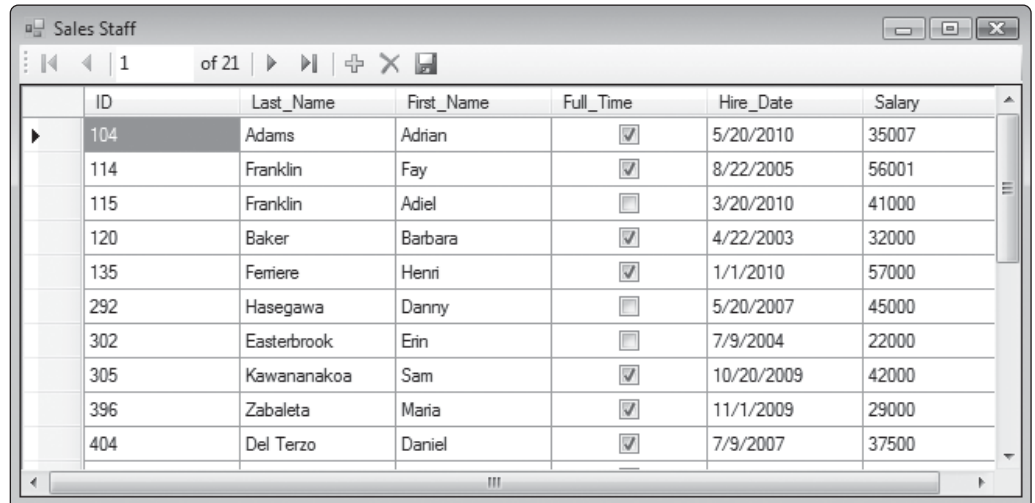 Sales Staff
1 of 21
ID Last_Name First_Name Full_Time Hire_Date Salary
104 Adams Adrian 5/20/2010 35007
114 Franklin Fay 8/22/2005 56001
115 Franklin Adiel 3/20/2010 41000
120 Baker Barbara 4/22/2003 32000
135 Ferriere Henri 1/1/2010 57000
292 Hasegawa Danny 5/20/2007 45000
302 Easterbrook Erin 7/9/2004 22000
305 Kawananakoa Sam 10/20/2009 42000
396 Zabaleta Maria 11/1/2009 29000
404 Del Terzo Daniel 7/9/2007 37500